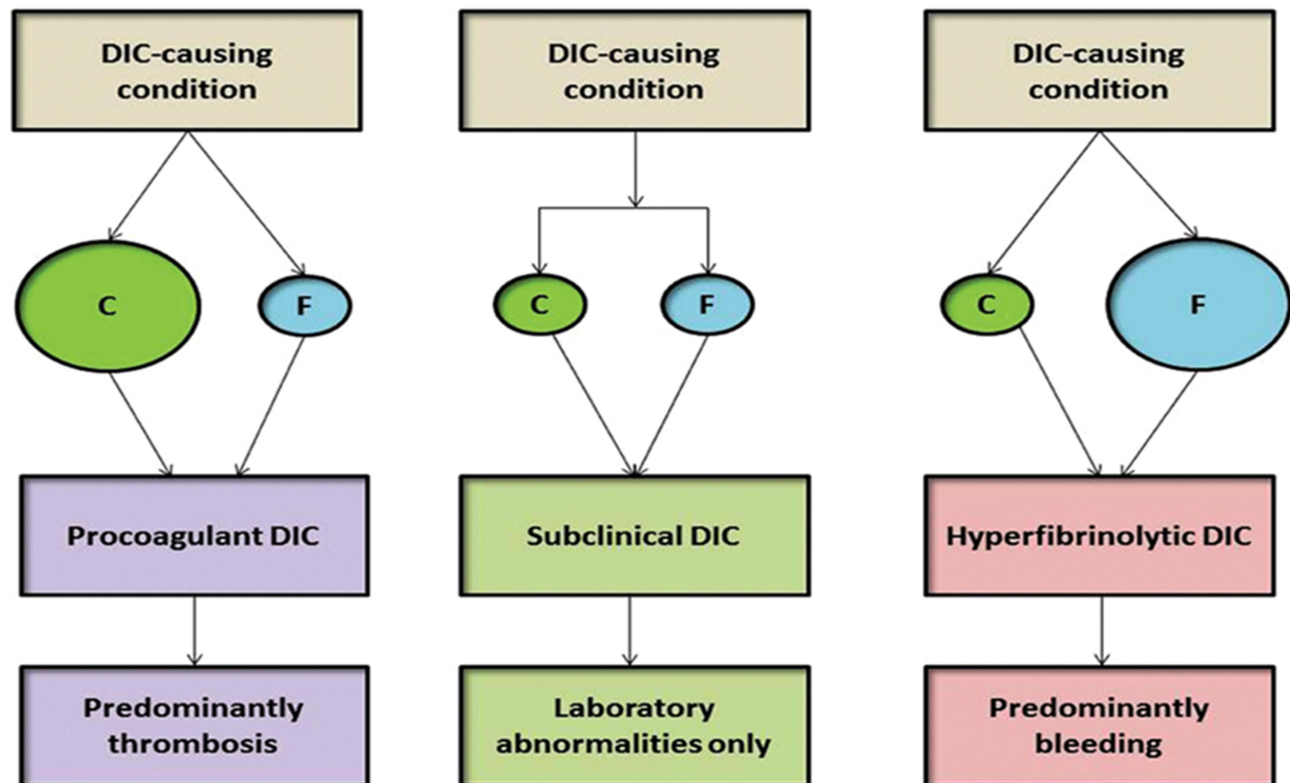 DIC-causing
condition
DIC-causing
condition
DIC-causing
condition
C
F
C
F
C
F
Procoagulant DIC
Subclinical DIC
Hyperfibrinolytic DIC
Predominantly
thrombosis
Laboratory
abnormalities only
Predominantly
bleeding